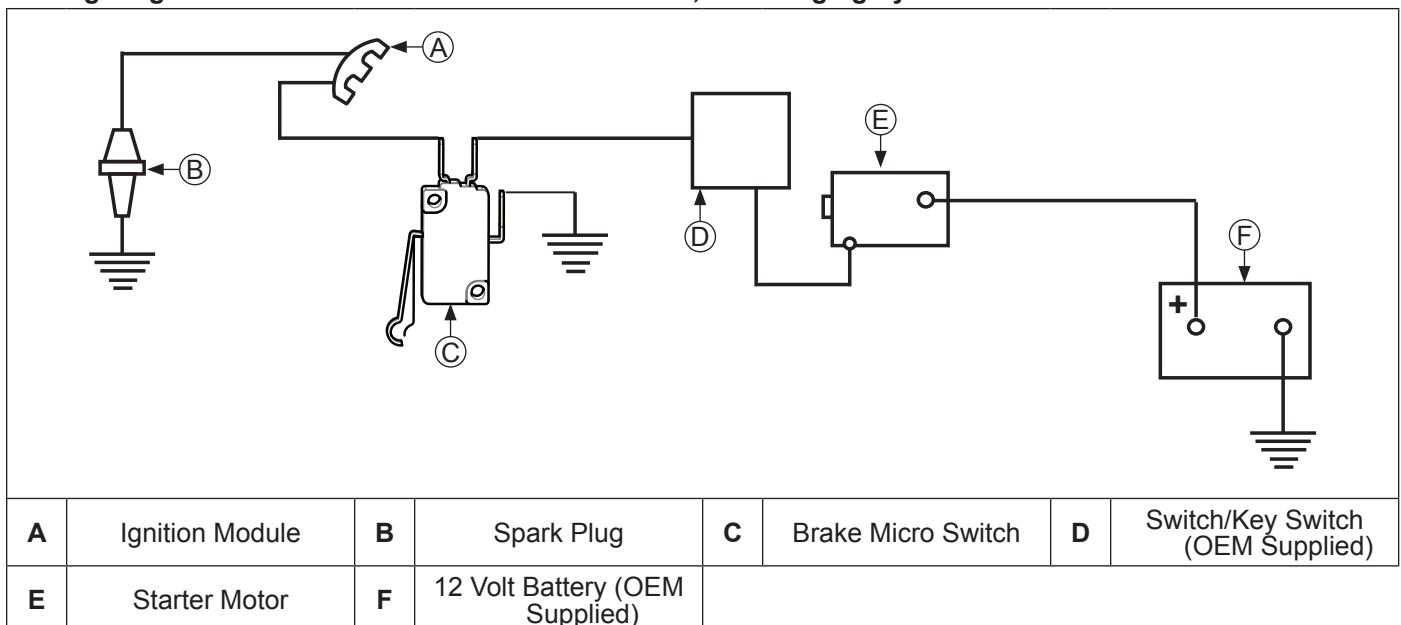 A
B
E
D
F
+
C
A Ignition Module B Spark Plug C Brake Micro Switch D Switch/Key Switch
(OEM Supplied)
E Starter Motor F 12 Volt Battery (OEM
Supplied)